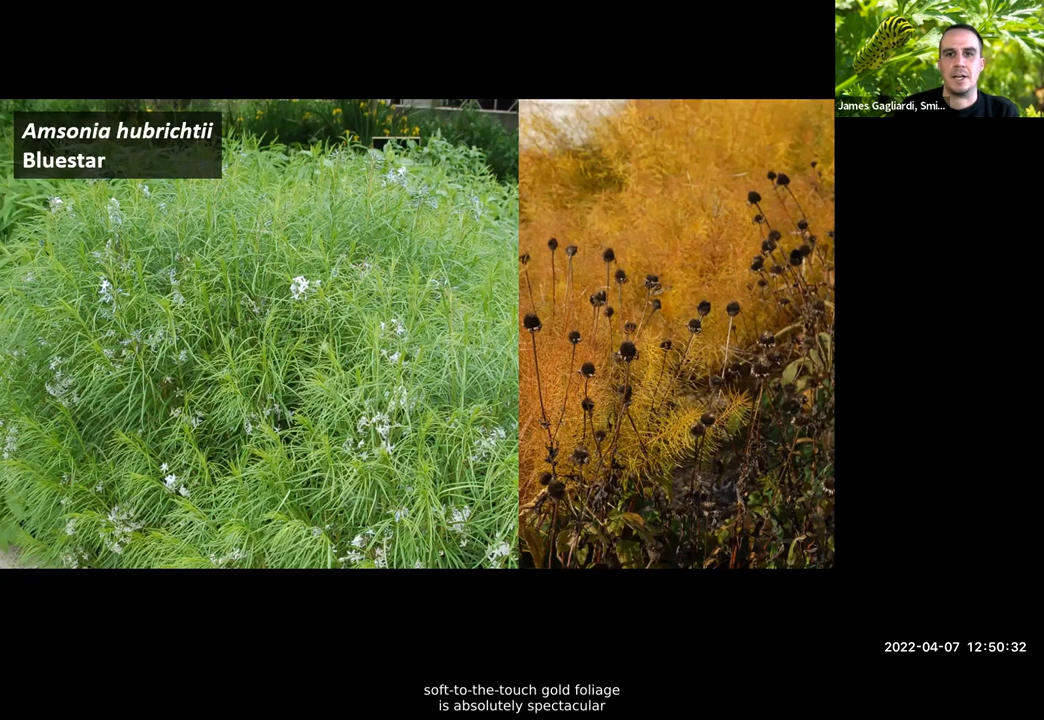 Amsonia hubrichtii
Bluestar
James Gagliardi, Smi...
2022-04-07 12:50:32
soft-to-the-touch gold foliage
is absolutely spectacular